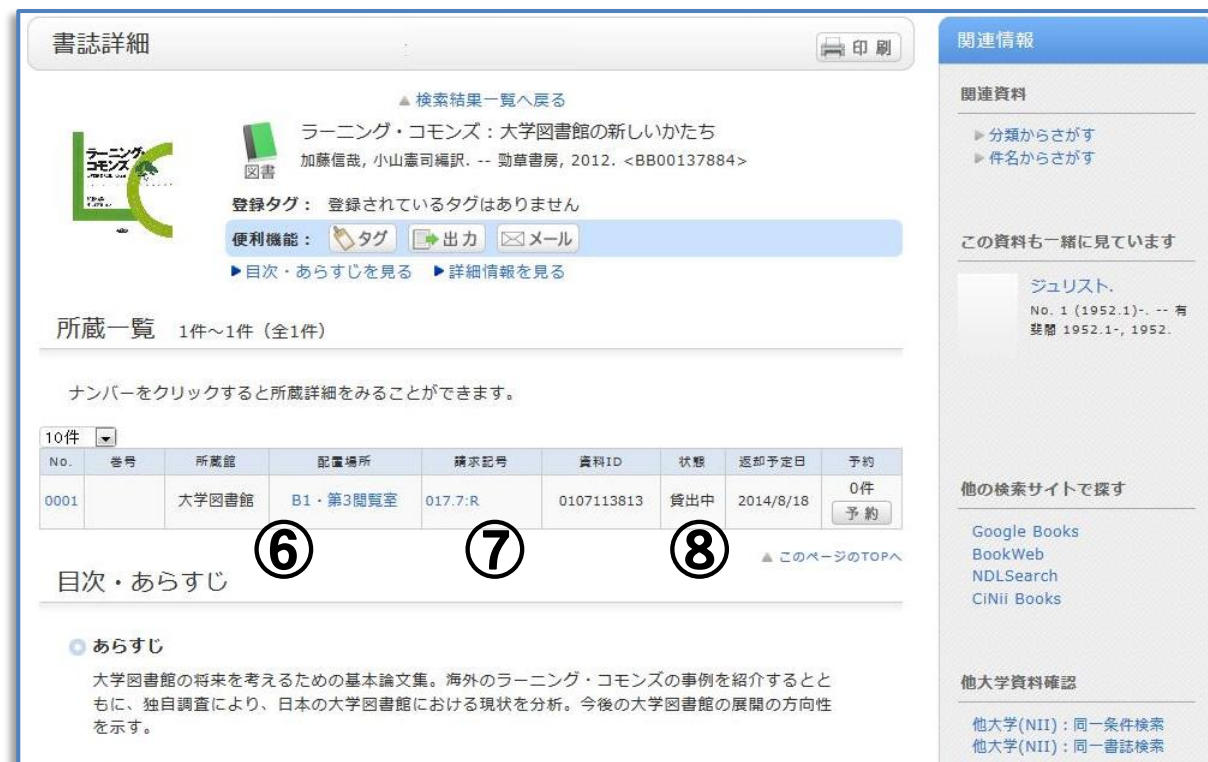 書誌詳細
印刷
▲検索結果一覧へ戻る
ラーニング・コモンズ
図書
ラーニング・コモンズ：大学図書館の新しいかたち
加藤信哉, 小山憲司編訳. -- 勁草書房, 2012. <BB00137884>
登録タグ： 登録されているタグはありません
便利機能： タグ 出力 メール
▶目次・あらすじを見る ▶詳細情報を見る
所蔵一覧 1件～1件（全1件）
ナンバーをクリックすると所蔵詳細をみることができます。
10件
No. 巻号 所蔵館 配置場所 請求記号 資料ID 状態 返却予定日 予約
0001 大学図書館 B1・第3閲覧室 017.7:R 0107113813 貸出中 2014/8/18 0件
予約
⑥ ⑦ ⑧
▲このページのTOPへ
目次・あらすじ
あらすじ
大学図書館の将来を考えるための基本論文集。海外のラーニング・コモンズの事例を紹介するとと
もに、独自調査により、日本の大学図書館における現状を分析。今後の大学図書館の展開の方向性
を示す。
関連情報
関連資料
▶分類からさがす
▶件名からさがす
この資料も一緒に見ています
ジュリスト.
No. 1 (1952.1)-. -- 有
斐閣 1952.1-, 1952.
他の検索サイトで探す
Google Books
BookWeb
NDLSearch
CiNii Books
他大学資料確認
他大学(NII)：同一条件検索
他大学(NII)：同一書誌検索